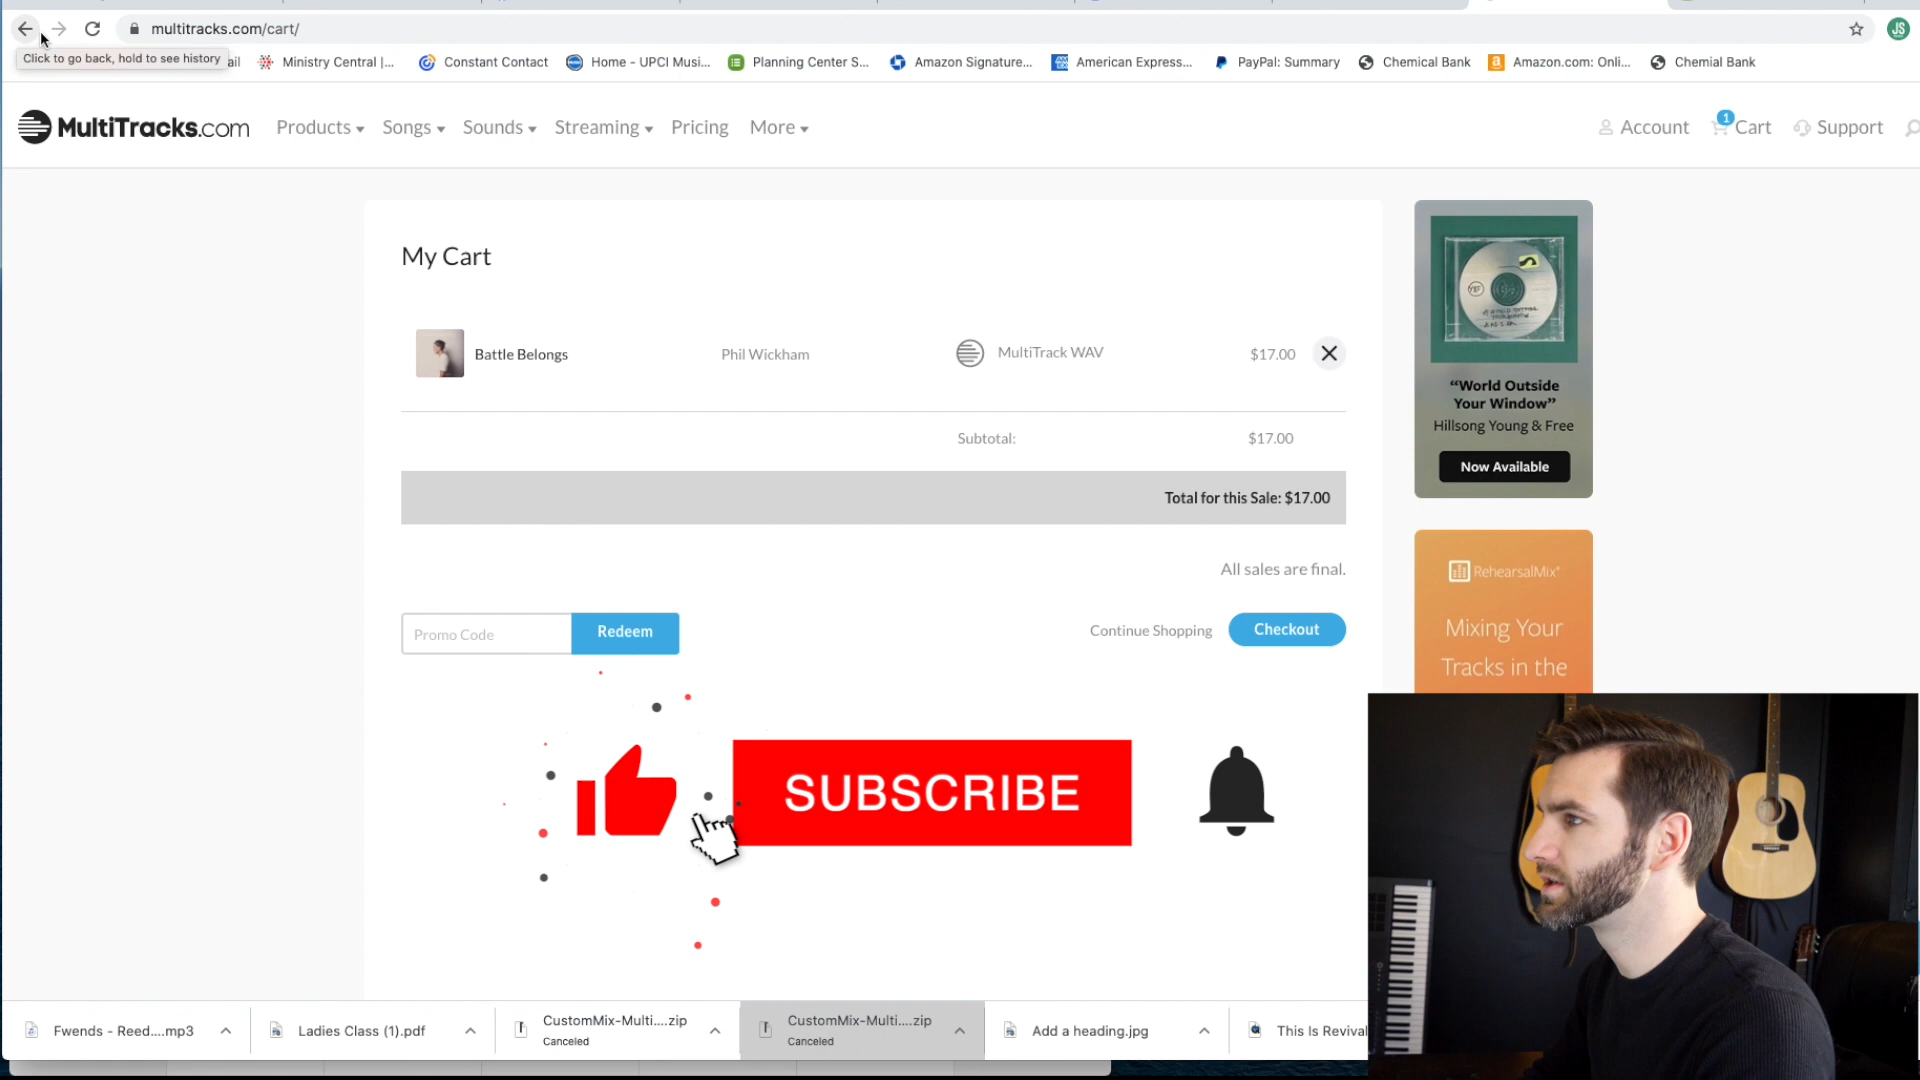 multitracks.com/cart/
JS
Click to go back, hold to see history
ail
Ministry Central |...
Constant Contact
Home - UPCI Musi...
Planning Center S...
Amazon Signature...
American Express...
PayPal: Summary
Chemical Bank
Amazon.com: Onli...
Chemial Bank
MultiTracks.com
Products
Songs
Sounds
Streaming
Pricing
More
Account
1
Cart
Support
My Cart
Battle Belongs
Phil Wickham
MultiTrack WAV
$17.00
Subtotal:
$17.00
Total for this Sale: $17.00
All sales are final.
Promo Code
Redeem
Continue Shopping
Checkout
“World Outside
Your Window”
Hillsong Young & Free
Now Available
RehearsalMix®
Mixing Your
Tracks in the
SUBSCRIBE
Fwends - Reed....mp3
Ladies Class (1).pdf
CustomMix-Multi....zip
Canceled
CustomMix-Multi....zip
Canceled
Add a heading.jpg
This Is Revival